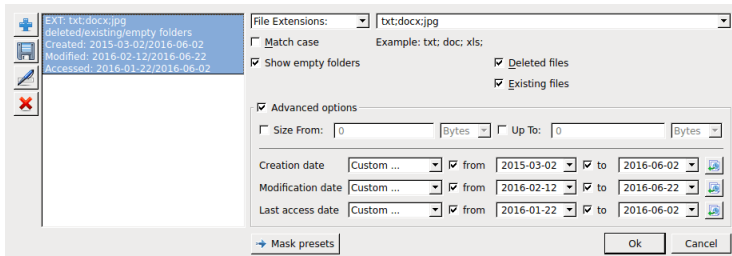 EXT: txt;docx;jpg
deleted/existing/empty folders
Created: 2015-03-02/2016-06-02
Modified: 2016-02-12/2016-06-22
Accessed: 2016-01-22/2016-06-02
File Extensions: txt;docx;jpg
Match case Example: txt; doc; xls;
Show empty folders Deleted files
Existing files
Advanced options
Size From: 0 Bytes Up To: 0 Bytes
Creation date Custom ... from 2015-03-02 to 2016-06-02
Modification date Custom ... from 2016-02-12 to 2016-06-22
Last access date Custom ... from 2016-01-22 to 2016-06-02
Mask presets Ok Cancel